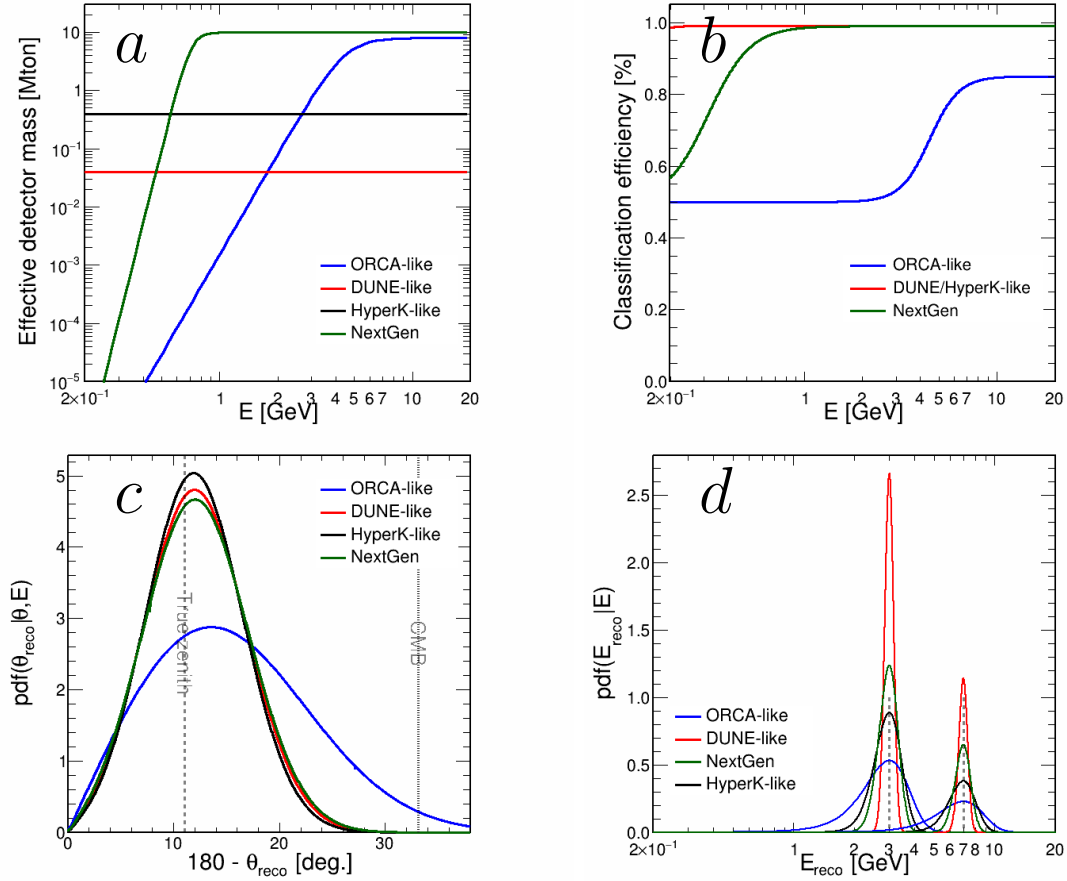 a
Effective detector mass [Mton]
10
1
10⁻¹
10⁻²
10⁻³
10⁻⁴
10⁻⁵
ORCA-like
DUNE-like
HyperK-like
NextGen
2×10⁻¹ 1 2 3 4 5 6 7 10 20
E [GeV]
b
Classification efficiency [%]
1.0
0.8
0.6
0.4
0.2
0.0
ORCA-like
DUNE/HyperK-like
NextGen
2×10⁻¹ 1 2 3 4 5 6 7 10 20
E [GeV]
c
pdf(θreco|θ,E)
5
4
3
2
1
0
ORCA-like
DUNE-like
HyperK-like
NextGen
True zenith
CMB
0 10 20 30
180 - θreco [deg.]
d
pdf(Ereco|E)
2.5
2.0
1.5
1.0
0.5
0.0
ORCA-like
DUNE-like
NextGen
HyperK-like
2×10⁻¹ 1 2 3 4 5 6 7 8 10 20
Ereco [GeV]